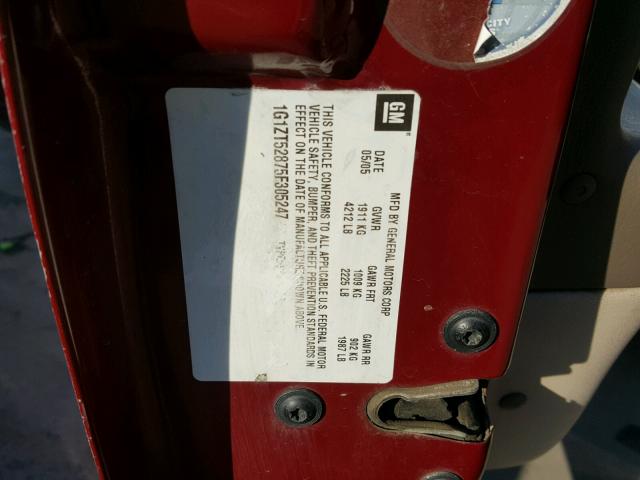 GM
MFD BY GENERAL MOTORS CORP
DATE GVWR GAWR FRT GAWR RR
05/05 1911 KG 1009 KG 902 KG
4212 LB 2225 LB 1987 LB
THIS VEHICLE CONFORMS TO ALL APPLICABLE U.S. FEDERAL MOTOR
VEHICLE SAFETY, BUMPER, AND THEFT PREVENTION STANDARDS IN
EFFECT ON THE DATE OF MANUFACTURE SHOWN ABOVE.
1G1ZT52875F305247
CITY